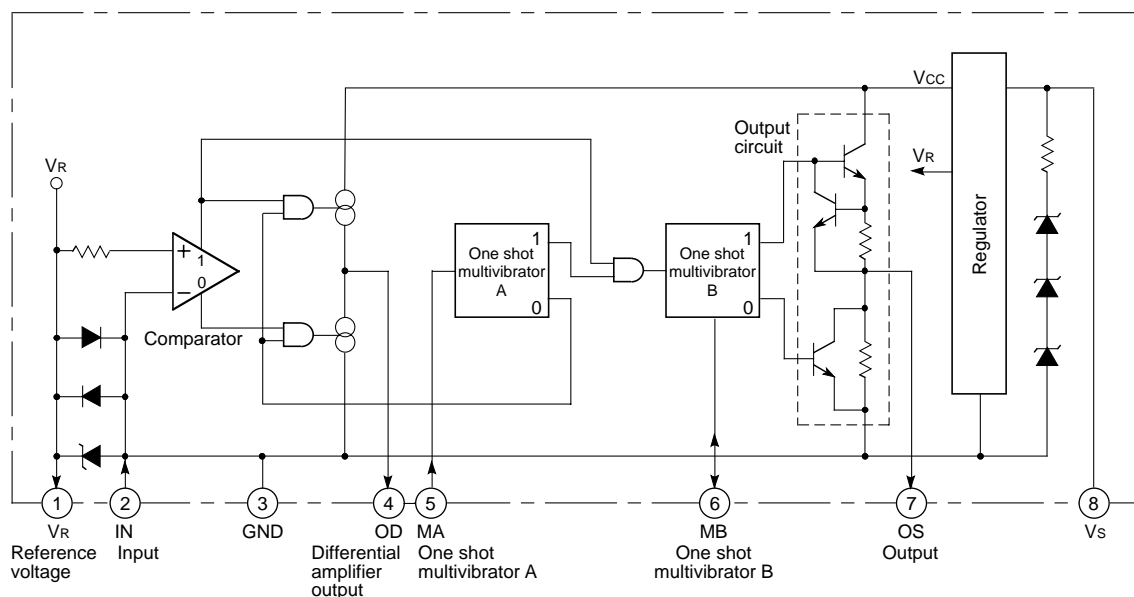 VCC
Output
circuit
VR
VR
Regulator
+
1
−
0
Comparator
1
One shot
multivibrator
A
0
1
One shot
multivibrator
B
0
1
2
3
4
5
6
7
8
VR
Reference
voltage
IN
Input
GND
OD
Differential
amplifier
output
MA
One shot
multivibrator A
MB
One shot
multivibrator B
OS
Output
VS